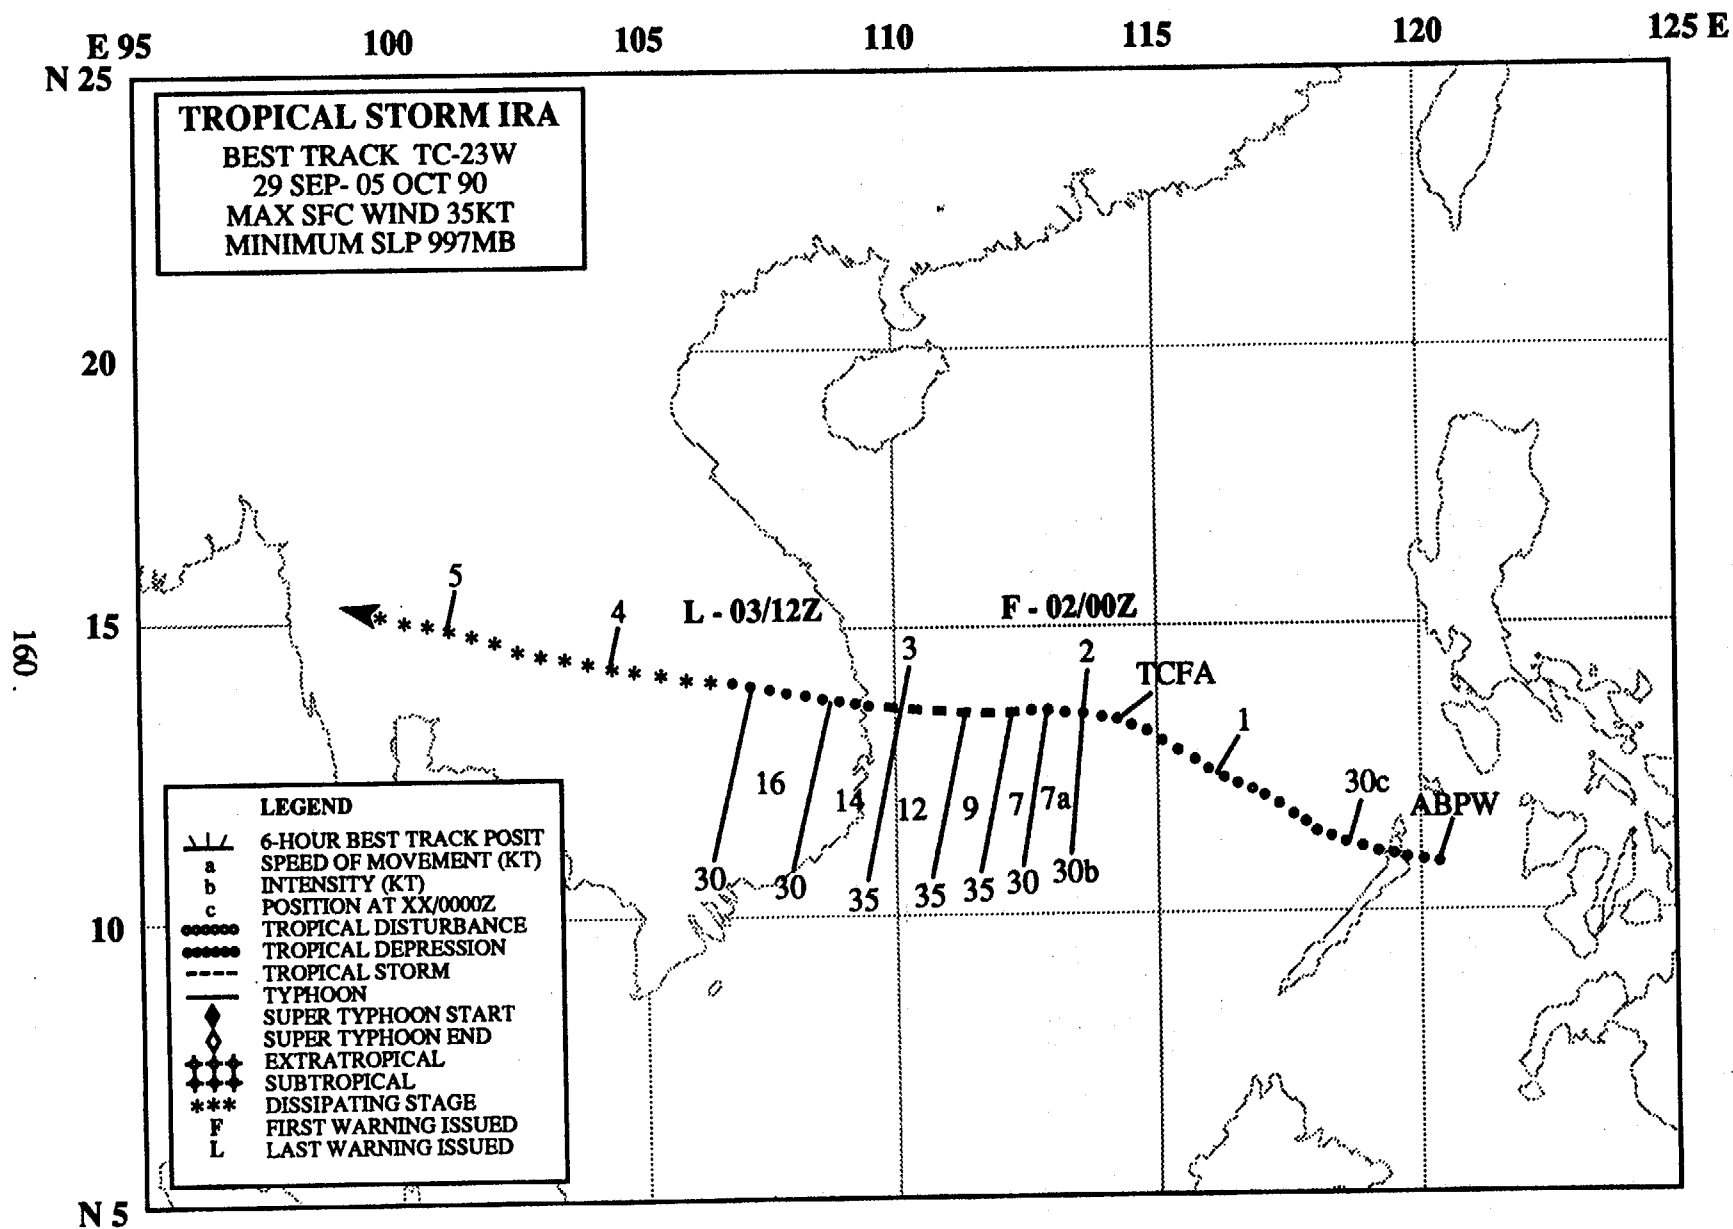 E 95 100 105 110 115 120 125 E
N 25
TROPICAL STORM IRA
BEST TRACK TC-23W
29 SEP- 05 OCT 90
MAX SFC WIND 35KT
MINIMUM SLP 997MB
20
5
4
L - 03/12Z
F - 02/00Z
15
3
2
TCFA
1
160 .
16
14
12
9
7
7a
30c
ABPW
30
30
35
35
35
30
30b
10
LEGEND
6-HOUR BEST TRACK POSIT
a SPEED OF MOVEMENT (KT)
b INTENSITY (KT)
c POSITION AT XX/0000Z
TROPICAL DISTURBANCE
TROPICAL DEPRESSION
TROPICAL STORM
TYPHOON
SUPER TYPHOON START
SUPER TYPHOON END
EXTRATROPICAL
SUBTROPICAL
*** DISSIPATING STAGE
F FIRST WARNING ISSUED
L LAST WARNING ISSUED
N 5